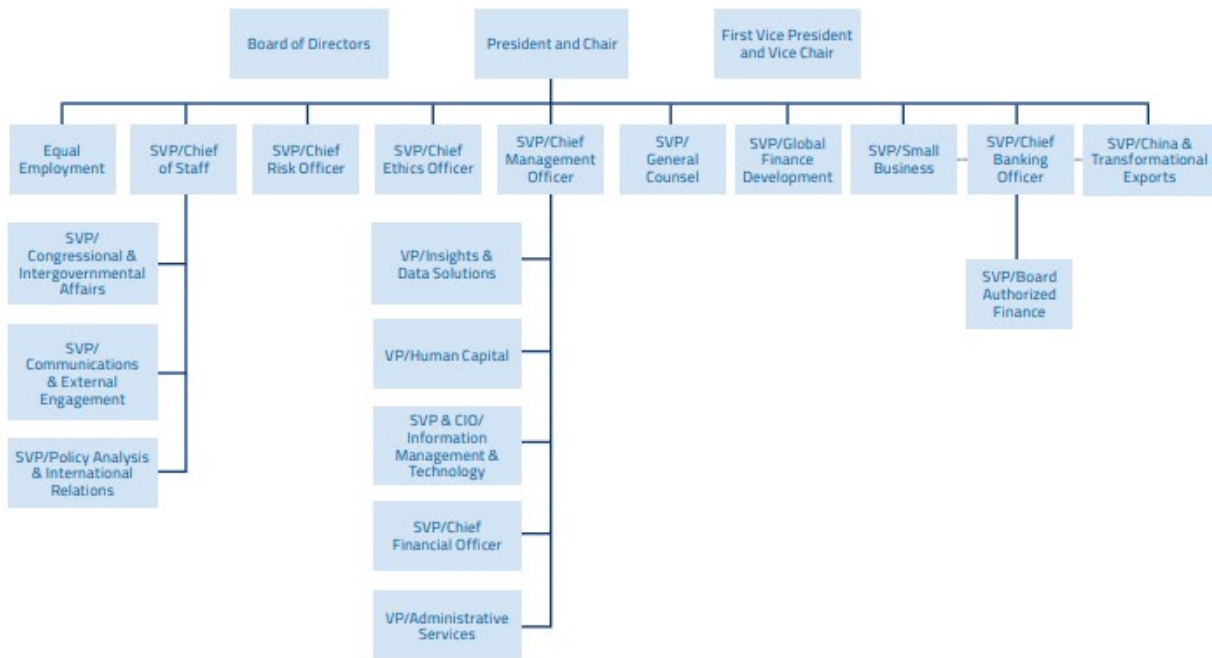 Board of Directors
President and Chair
First Vice President
and Vice Chair
Equal
Employment
SVP/Chief
of Staff
SVP/Chief
Risk Officer
SVP/Chief
Ethics Officer
SVP/Chief
Management
Officer
SVP/
General
Counsel
SVP/Global
Finance
Development
SVP/Small
Business
SVP/Chief
Banking
Officer
SVP/China &
Transformational
Exports
SVP/
Congressional &
Intergovernmental
Affairs
SVP/
Communications
& External
Engagement
SVP/Policy Analysis
& International
Relations
VP/Insights &
Data Solutions
VP/Human Capital
SVP & CIO/
Information
Management &
Technology
SVP/Chief
Financial Officer
VP/Administrative
Services
SVP/Board
Authorized
Finance